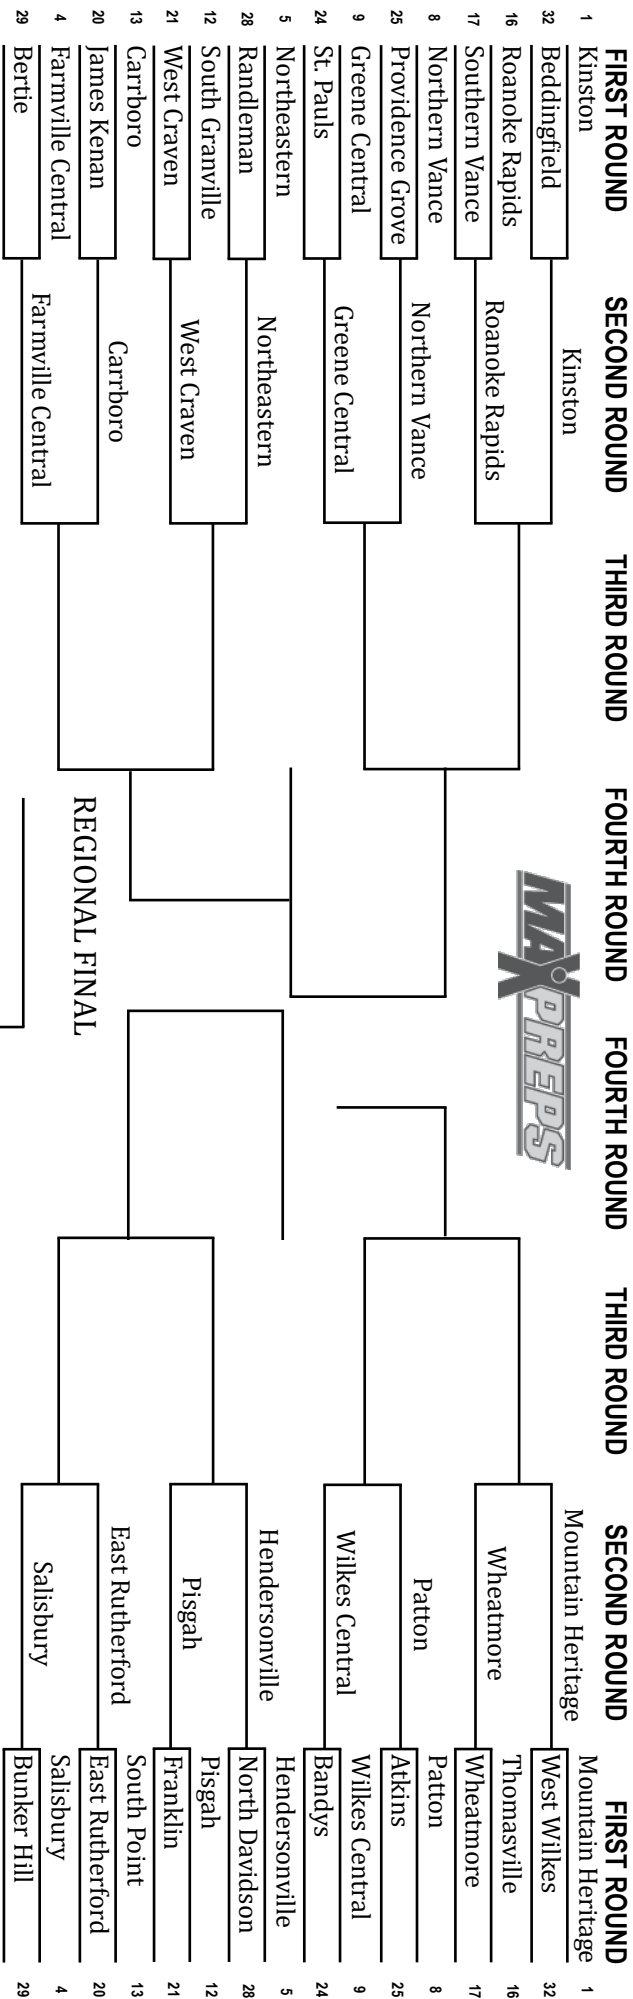 FIRST ROUND SECOND ROUND THIRD ROUND FOURTH ROUND FOURTH ROUND THIRD ROUND SECOND ROUND FIRST ROUND
1 Kinston
32 Beddingfield
16 Roanoke Rapids
17 Southern Vance
8 Northern Vance
25 Providence Grove
9 Greene Central
24 St. Pauls
5 Northeastern
28 Randleman
12 South Granville
21 West Craven
13 Carrboro
20 James Kenan
4 Farmville Central
29 Bertie
Kinston
Roanoke Rapids
Northern Vance
Greene Central
Northeastern
West Craven
Carrboro
Farmville Central
MAXPREPS
REGIONAL FINAL
Mountain Heritage
Wheatmore
Patton
Wilkes Central
Hendersonville
Pisgah
East Rutherford
Salisbury
Mountain Heritage 1
West Wilkes 32
Thomasville 16
Wheatmore 17
Patton 8
Atkins 25
Wilkes Central 9
Bandys 24
Hendersonville 5
North Davidson 28
Pisgah 12
Franklin 21
South Point 13
East Rutherford 20
Salisbury 4
Bunker Hill 29